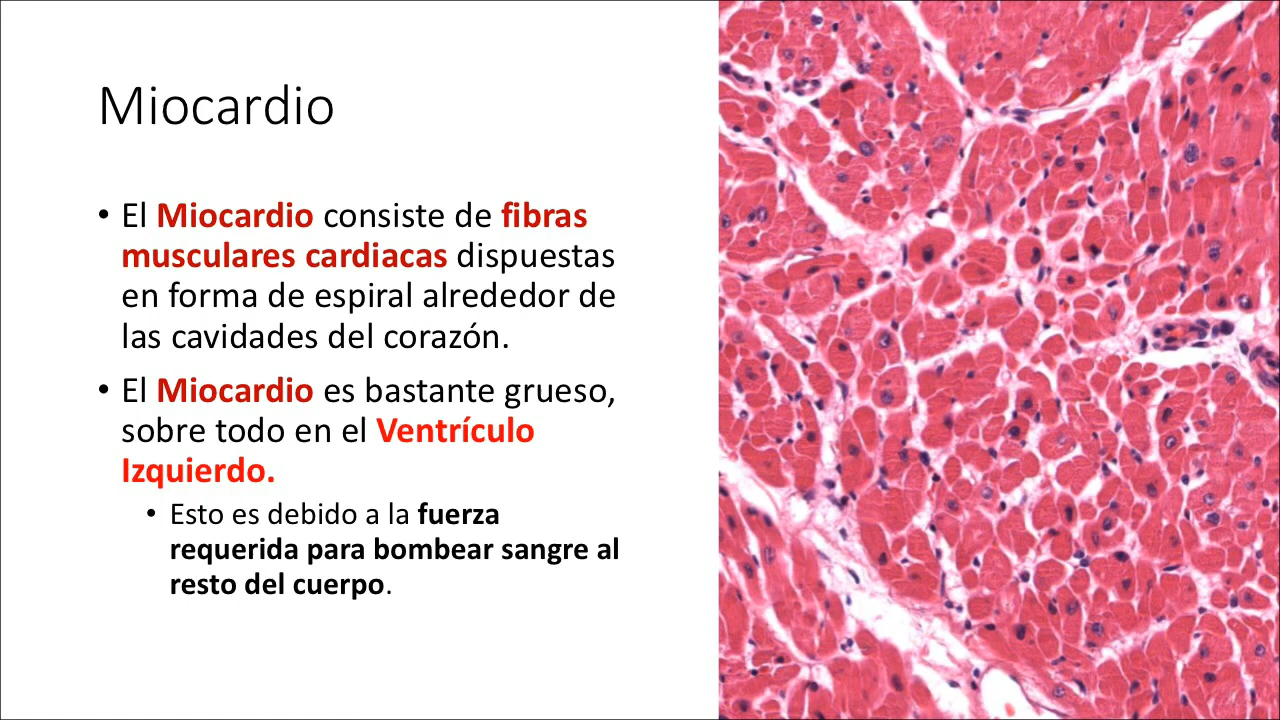 Miocardio
• El Miocardio consiste de fibras
musculares cardiacas dispuestas
en forma de espiral alrededor de
las cavidades del corazón.
• El Miocardio es bastante grueso,
sobre todo en el Ventrículo
Izquierdo.
• Esto es debido a la fuerza
requerida para bombear sangre al
resto del cuerpo.